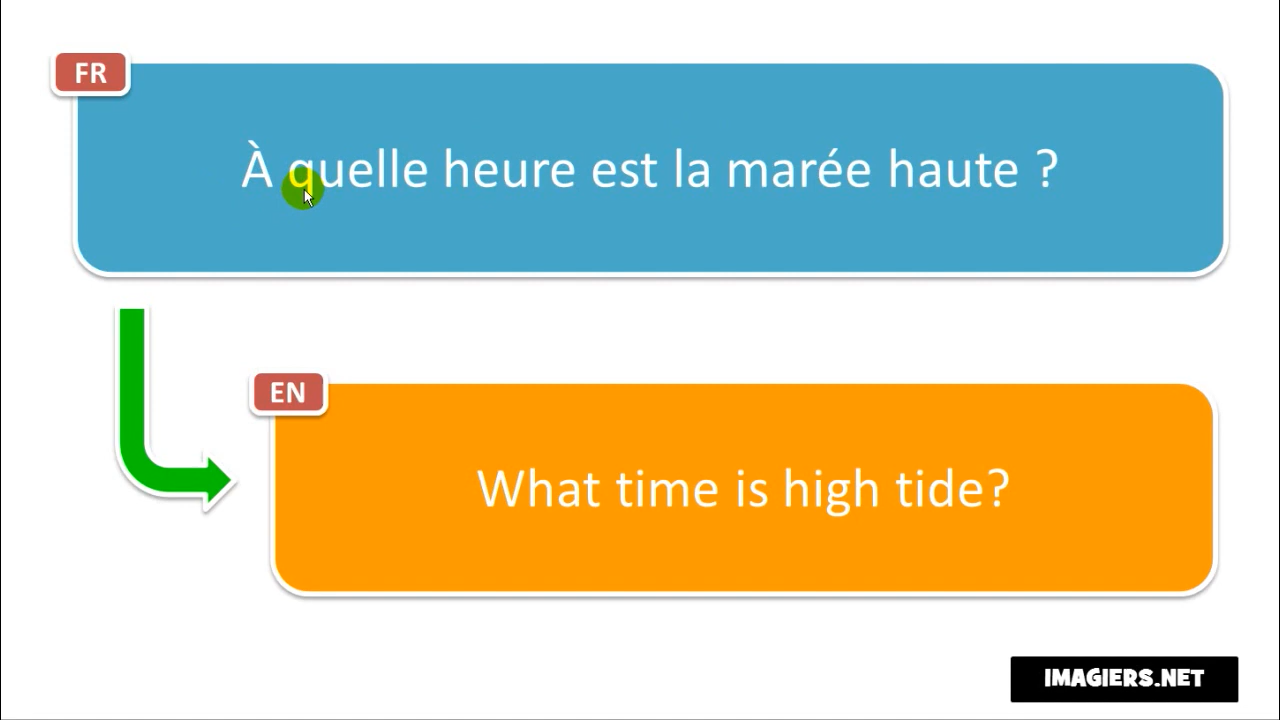 FR
À quelle heure est la marée haute ?
EN
What time is high tide?
IMAGIERS.NET